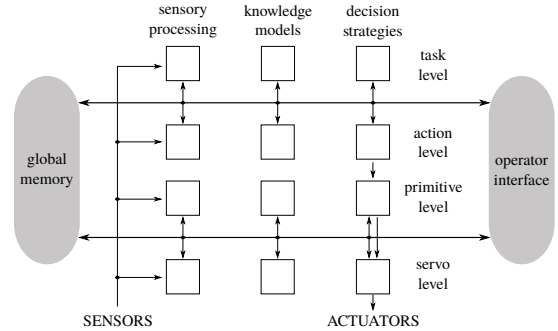 sensory
processing
knowledge
models
decision
strategies
task
level
action
level
global
memory
operator
interface
primitive
level
servo
level
SENSORS
ACTUATORS